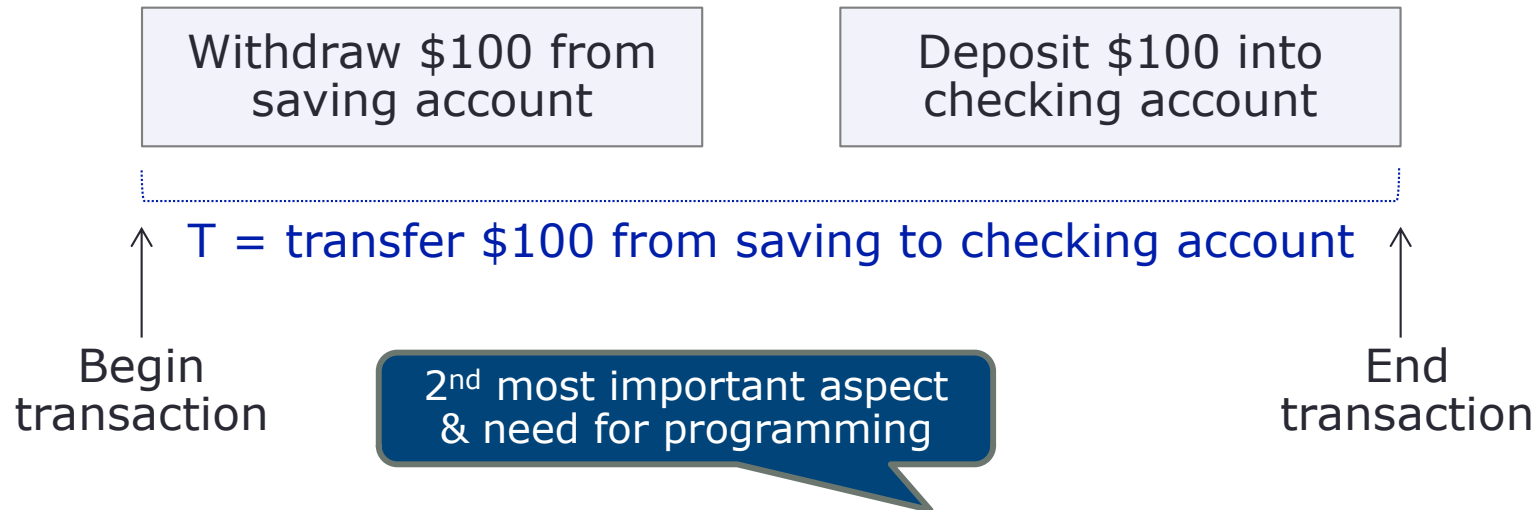 Withdraw $100 from
saving account
Deposit $100 into
checking account
T = transfer $100 from saving to checking account
Begin
transaction
2nd most important aspect
& need for programming
End
transaction